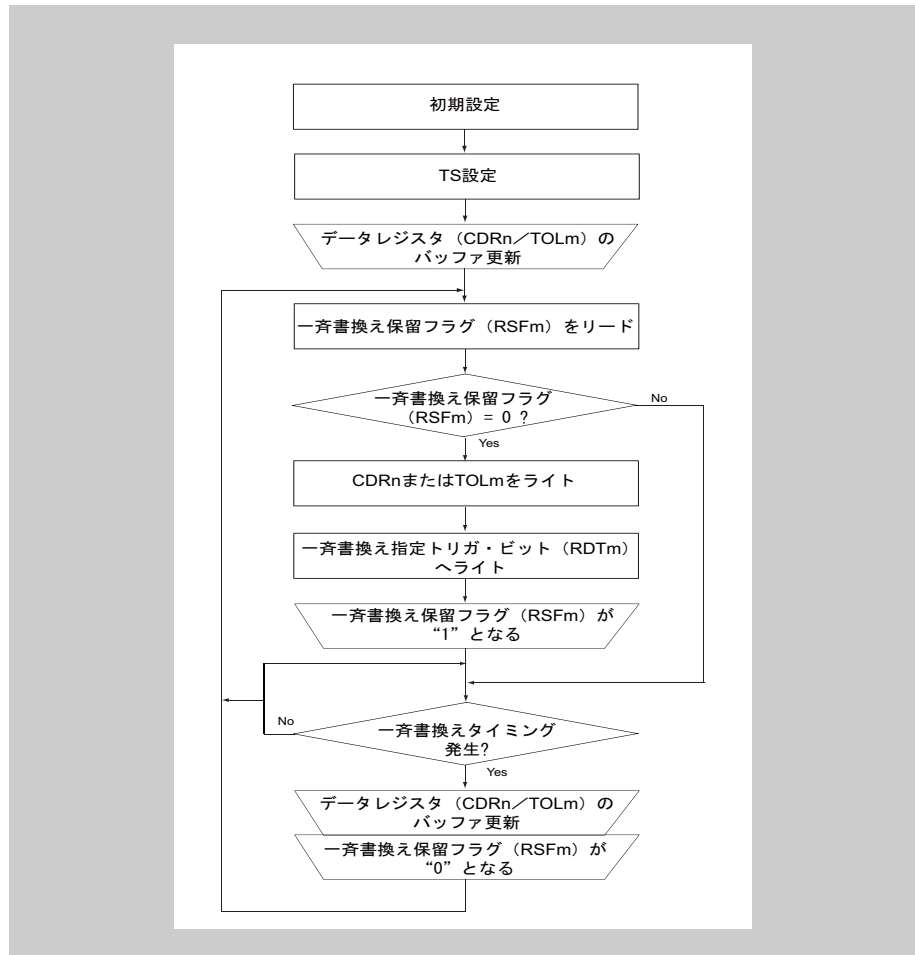 初期設定
TS設定
データレジスタ（CDRn／TOLm）の
バッファ更新
一斉書換え保留フラグ（RSFm）をリード
一斉書換え保留フラグ
（RSFm）= 0 ?
No
Yes
CDRnまたはTOLmをライト
一斉書換え指定トリガ・ビット（RDTm）
へライト
一斉書換え保留フラグ（RSFm）が
“1”となる
No
一斉書換えタイミング
発生?
Yes
データレジスタ（CDRn／TOLm）の
バッファ更新
一斉書換え保留フラグ（RSFm）が
“0”となる